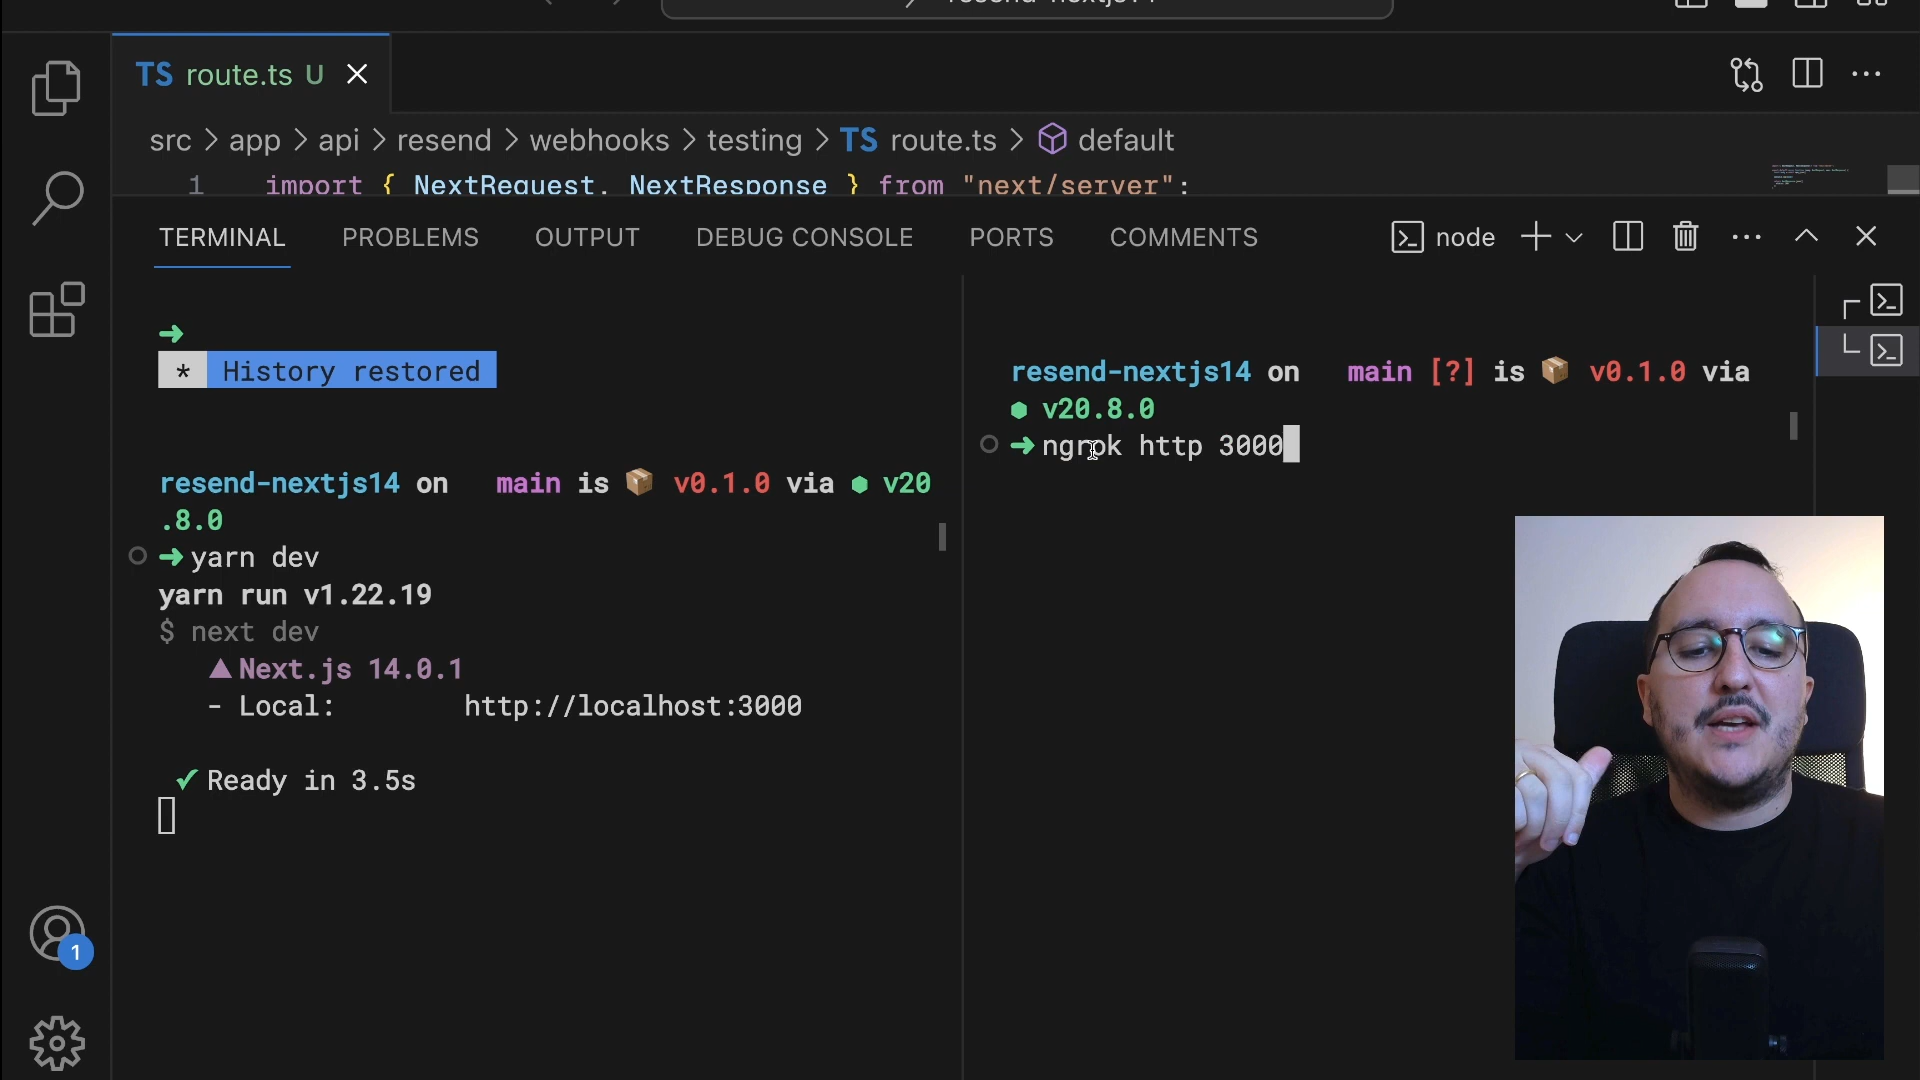 resend-nextjs14
TS route.ts U
src > app > api > resend > webhooks > testing > TS route.ts > default
1 import { NextRequest, NextResponse } from "next/server";
TERMINAL PROBLEMS OUTPUT DEBUG CONSOLE PORTS COMMENTS node
➜
* History restored
resend-nextjs14 on main is 📦 v0.1.0 via ⬢ v20
.8.0
➜ yarn dev
yarn run v1.22.19
$ next dev
▲ Next.js 14.0.1
- Local: http://localhost:3000
✓ Ready in 3.5s
resend-nextjs14 on main [?] is 📦 v0.1.0 via
⬢ v20.8.0
➜ ngrok http 3000
1